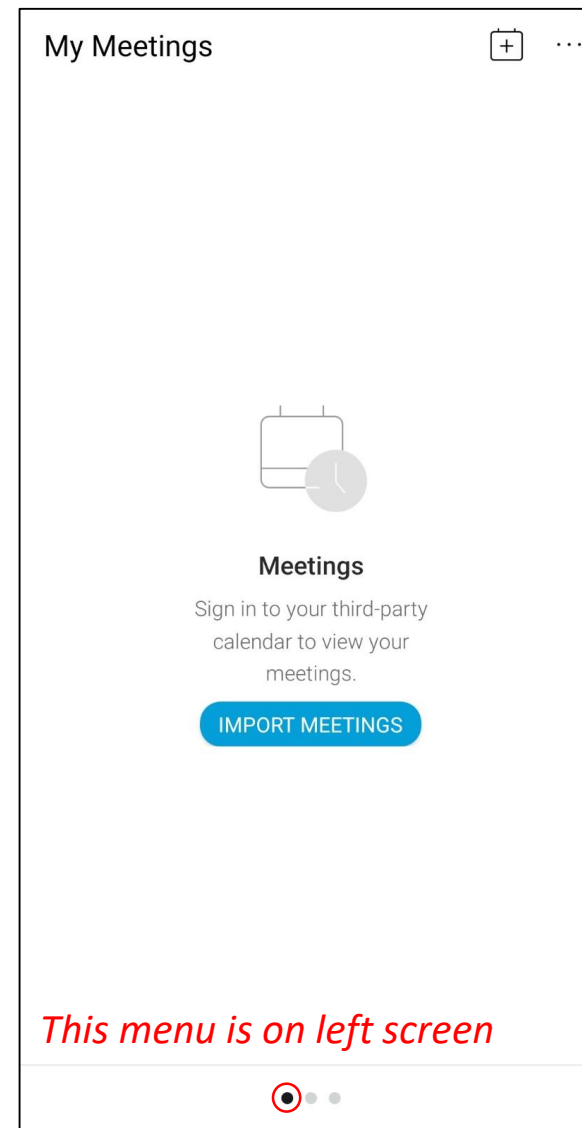 My Meetings
Meetings
Sign in to your third-party
calendar to view your
meetings.
IMPORT MEETINGS
This menu is on left screen